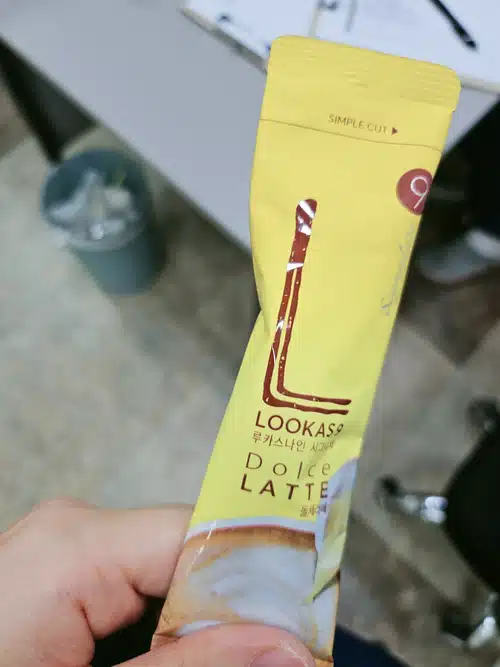 SIMPLE CUT ▶
9
L
LOOKAS9
루카스나인
Dolce
LATTE